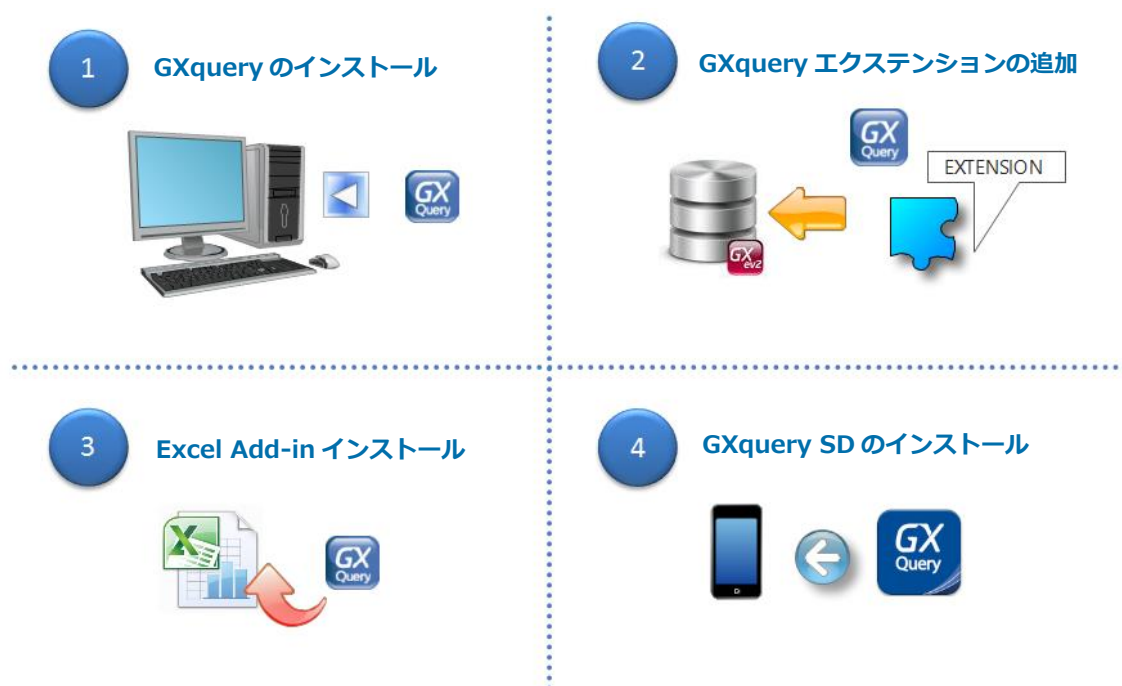 1
GXquery のインストール
GX
Query
2
GXquery エクステンションの追加
GX
Query
EXTENSION
GX
ev2
3
Excel Add-in インストール
X
GX
Query
4
GXquery SD のインストール
GX
Query